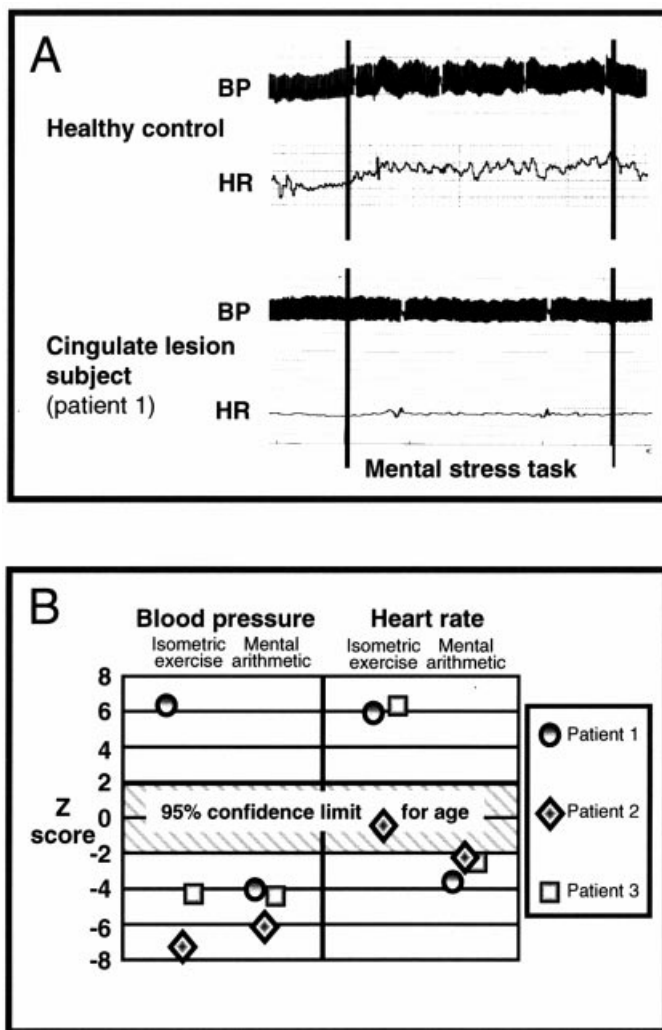 A
BP
Healthy control
HR
BP
Cingulate lesion
subject
(patient 1)
HR
Mental stress task
B
Blood pressure Heart rate
Isometric exercise Mental arithmetic Isometric exercise Mental arithmetic
8
6
4
2
Z score
0
95% confidence limit for age
-2
-4
-6
-8
Patient 1
Patient 2
Patient 3